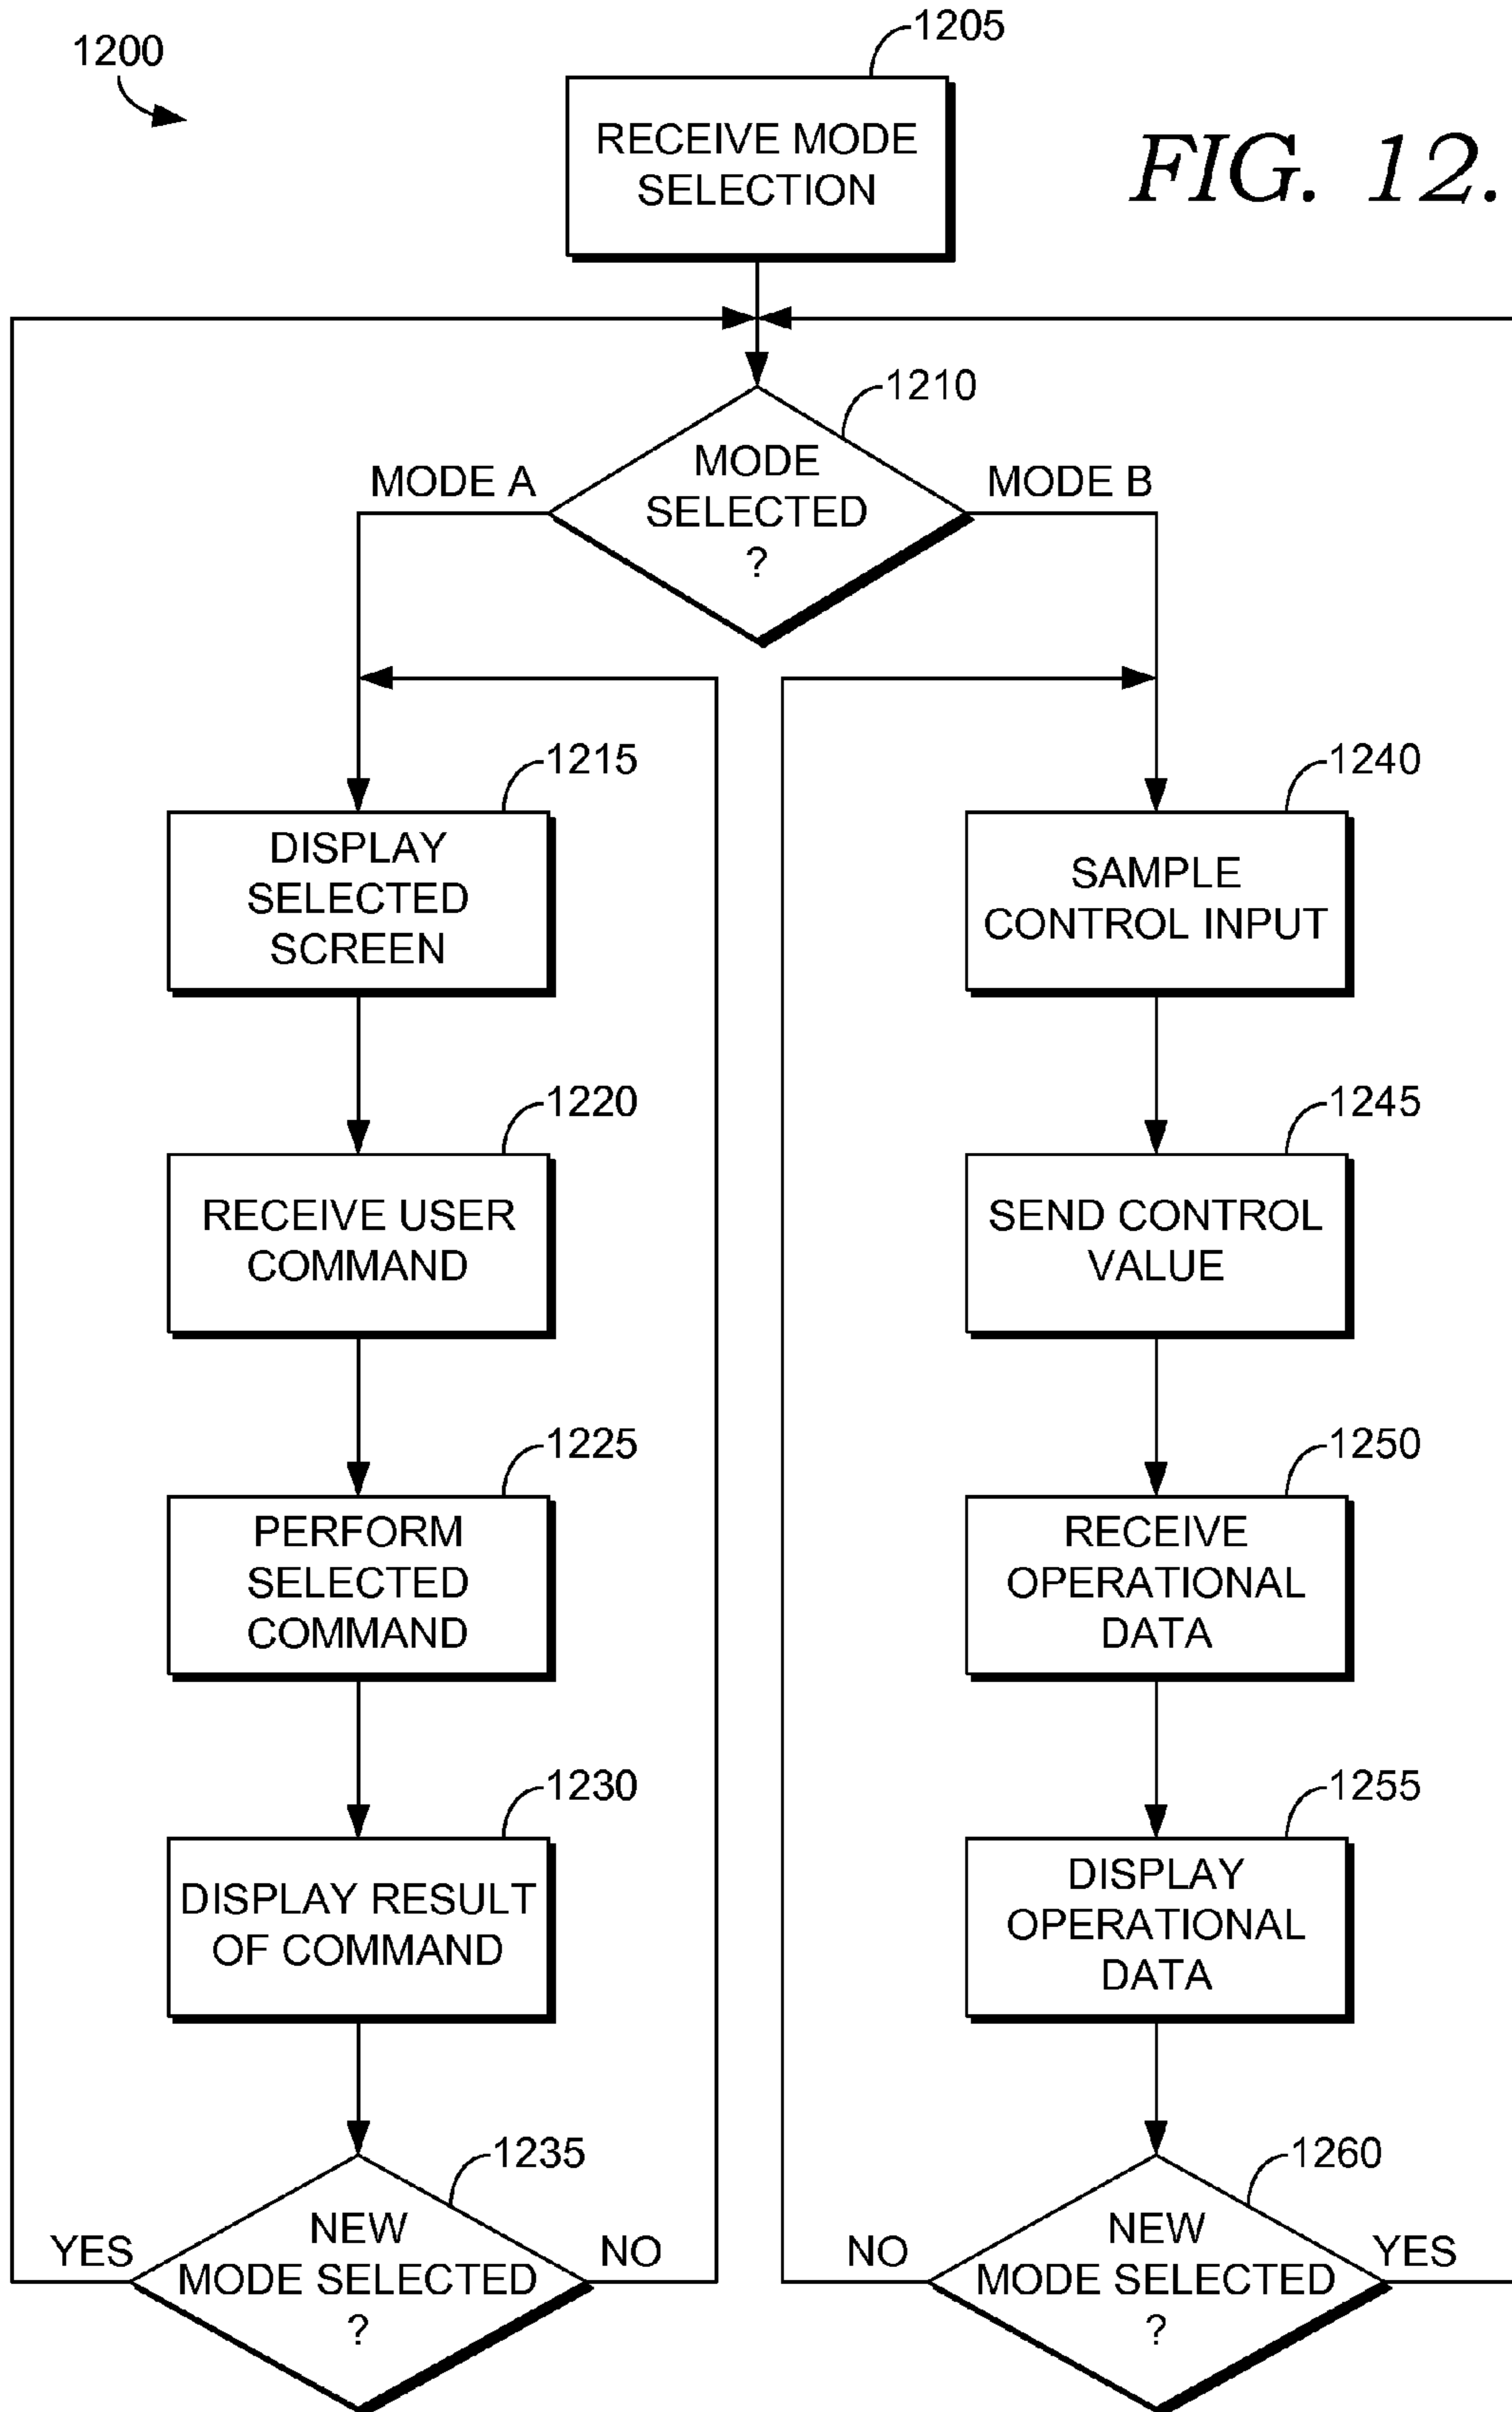 1200
1205
RECEIVE MODE
SELECTION
FIG. 12.
1210
MODE
SELECTED
?
MODE A
MODE B
1215
DISPLAY
SELECTED
SCREEN
1220
RECEIVE USER
COMMAND
1225
PERFORM
SELECTED
COMMAND
1230
DISPLAY RESULT
OF COMMAND
1235
NEW
MODE SELECTED
?
YES
NO
1240
SAMPLE
CONTROL INPUT
1245
SEND CONTROL
VALUE
1250
RECEIVE
OPERATIONAL
DATA
1255
DISPLAY
OPERATIONAL
DATA
1260
NEW
MODE SELECTED
?
NO
YES